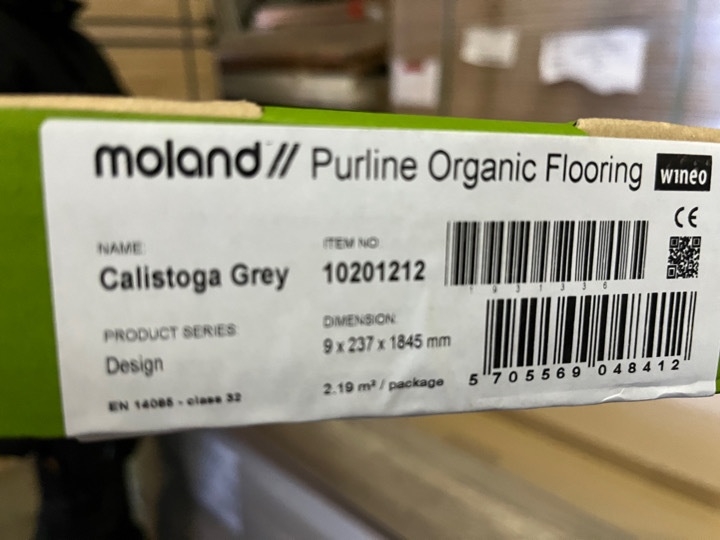 moland// Purline Organic Flooring wineo
CE
NAME: ITEM NO
Calistoga Grey 10201212
1931336
PRODUCT SERIES DIMENSION
Design 9 x 237 x 1845 mm
EN 14085 - class 32 2.19 m² / package
5 705569 048412